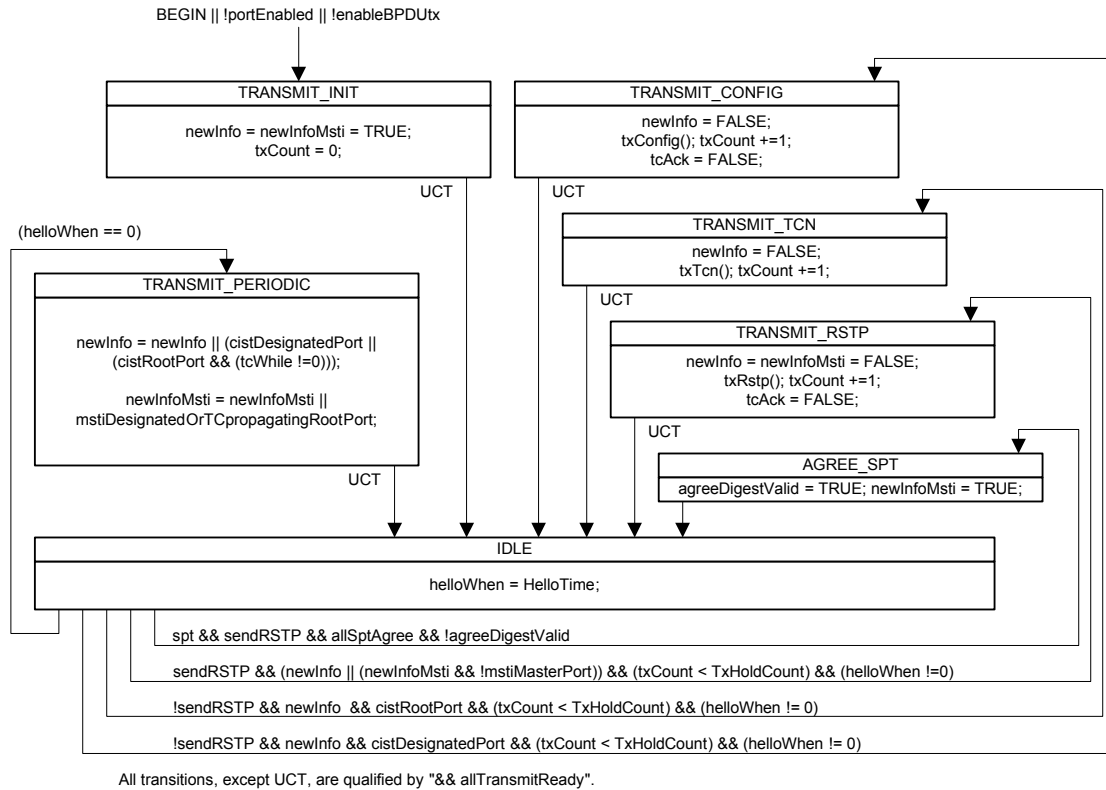 BEGIN || !portEnabled || !enableBPDUtx
TRANSMIT_INIT
newInfo = newInfoMsti = TRUE;
txCount = 0;
UCT
TRANSMIT_CONFIG
newInfo = FALSE;
txConfig(); txCount +=1;
tcAck = FALSE;
UCT
TRANSMIT_TCN
newInfo = FALSE;
txTcn(); txCount +=1;
UCT
(helloWhen == 0)
TRANSMIT_PERIODIC
newInfo = newInfo || (cistDesignatedPort ||
(cistRootPort && (tcWhile !=0)));
newInfoMsti = newInfoMsti ||
mstiDesignatedOrTCpropagatingRootPort;
UCT
TRANSMIT_RSTP
newInfo = newInfoMsti = FALSE;
txRstp(); txCount +=1;
tcAck = FALSE;
UCT
AGREE_SPT
agreeDigestValid = TRUE; newInfoMsti = TRUE;
IDLE
helloWhen = HelloTime;
spt && sendRSTP && allSptAgree && !agreeDigestValid
sendRSTP && (newInfo || (newInfoMsti && !mstiMasterPort)) && (txCount < TxHoldCount) && (helloWhen !=0)
!sendRSTP && newInfo && cistRootPort && (txCount < TxHoldCount) && (helloWhen != 0)
!sendRSTP && newInfo && cistDesignatedPort && (txCount < TxHoldCount) && (helloWhen != 0)
All transitions, except UCT, are qualified by "&& allTransmitReady".